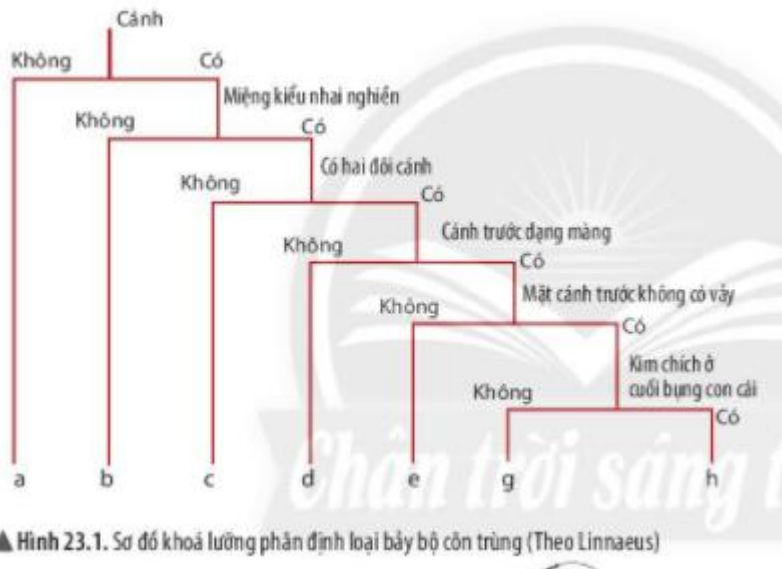 Cánh
Không Có
Miệng kiểu nhai nghiền
Không Có
Có hai đôi cánh
Không Có
Cánh trước dạng màng
Không Có
Mặt cánh trước không có vảy
Không Có
Kim chích ở
cuối bụng con cái
Không Có
a b c d e g h
Chân trời sáng t
▲ Hình 23.1. Sơ đồ khoá lưỡng phân định loại bảy bộ côn trùng (Theo Linnaeus)